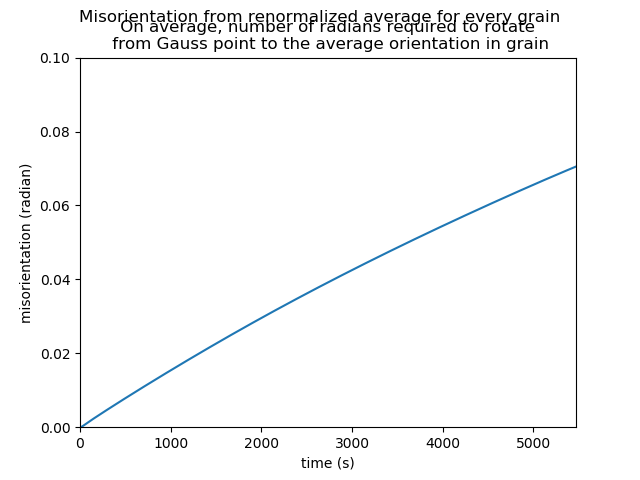 Misorientation from renormalized average for every grain
On average, number of radians required to rotate
from Gauss point to the average orientation in grain
0.10
0.08
0.06
0.04
0.02
0.00
misorientation (radian)
0 1000 2000 3000 4000 5000
time (s)